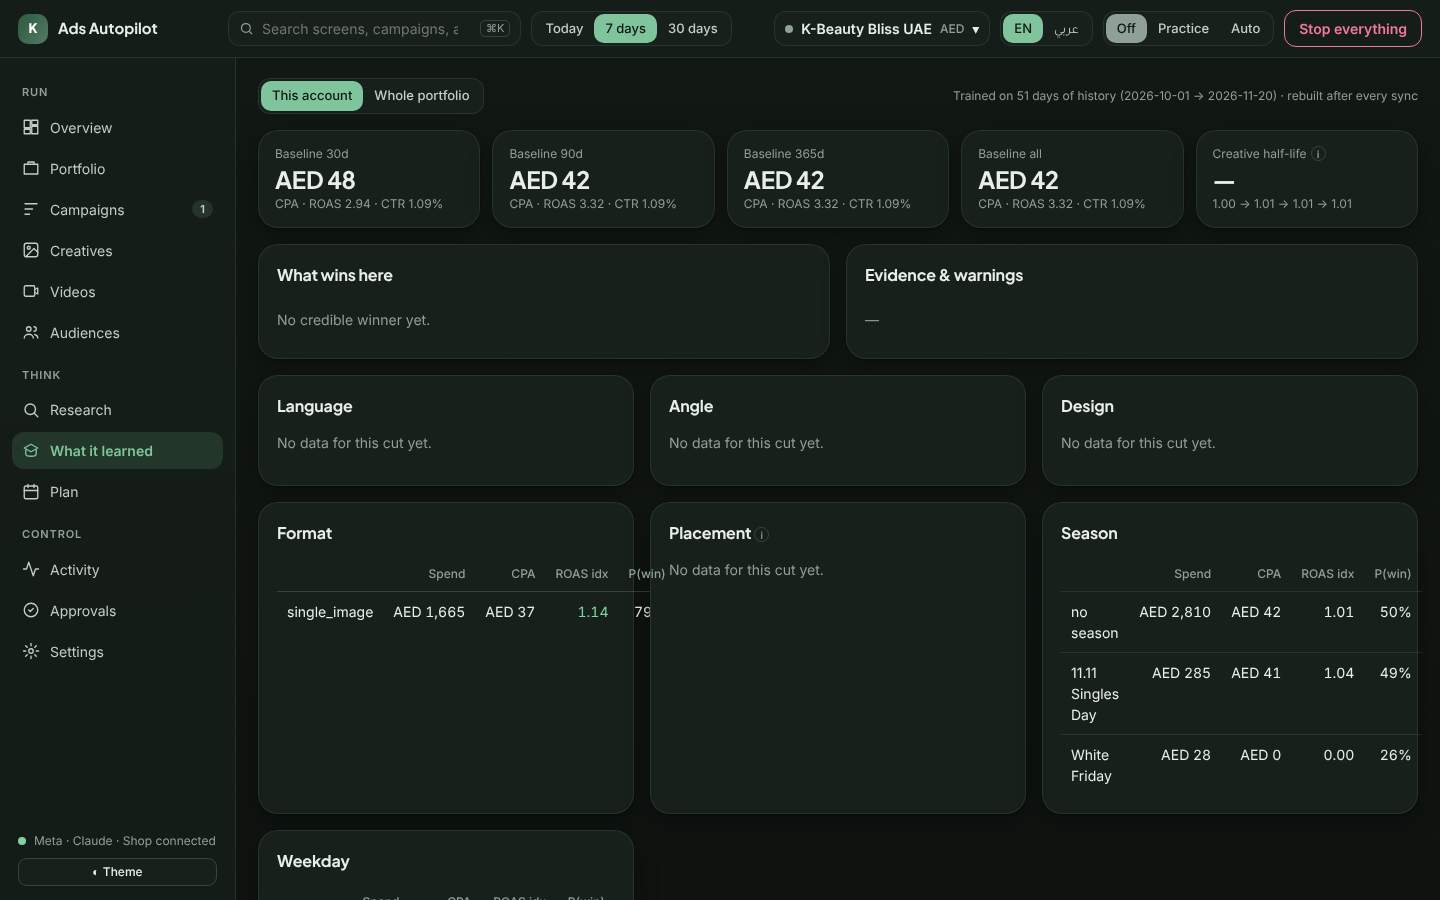 K Ads Autopilot
Search screens, campaigns, a ⌘K
Today 7 days 30 days
K-Beauty Bliss UAE AED ▾
EN عربي
Off Practice Auto
Stop everything
RUN
Overview
Portfolio
Campaigns 1
Creatives
Videos
Audiences
THINK
Research
What it learned
Plan
CONTROL
Activity
Approvals
Settings
Meta · Claude · Shop connected
Theme
This account Whole portfolio
Trained on 51 days of history (2026-10-01 → 2026-11-20) · rebuilt after every sync
Baseline 30d
AED 48
CPA · ROAS 2.94 · CTR 1.09%
Baseline 90d
AED 42
CPA · ROAS 3.32 · CTR 1.09%
Baseline 365d
AED 42
CPA · ROAS 3.32 · CTR 1.09%
Baseline all
AED 42
CPA · ROAS 3.32 · CTR 1.09%
Creative half-life i
—
1.00 → 1.01 → 1.01 → 1.01
What wins here
No credible winner yet.
Evidence & warnings
—
Language
No data for this cut yet.
Angle
No data for this cut yet.
Design
No data for this cut yet.
Format
Spend CPA ROAS idx P(win)
single_image AED 1,665 AED 37 1.14 79
Placement i
No data for this cut yet.
Season
Spend CPA ROAS idx P(win)
no season AED 2,810 AED 42 1.01 50%
11.11 Singles Day AED 285 AED 41 1.04 49%
White Friday AED 28 AED 0 0.00 26%
Weekday